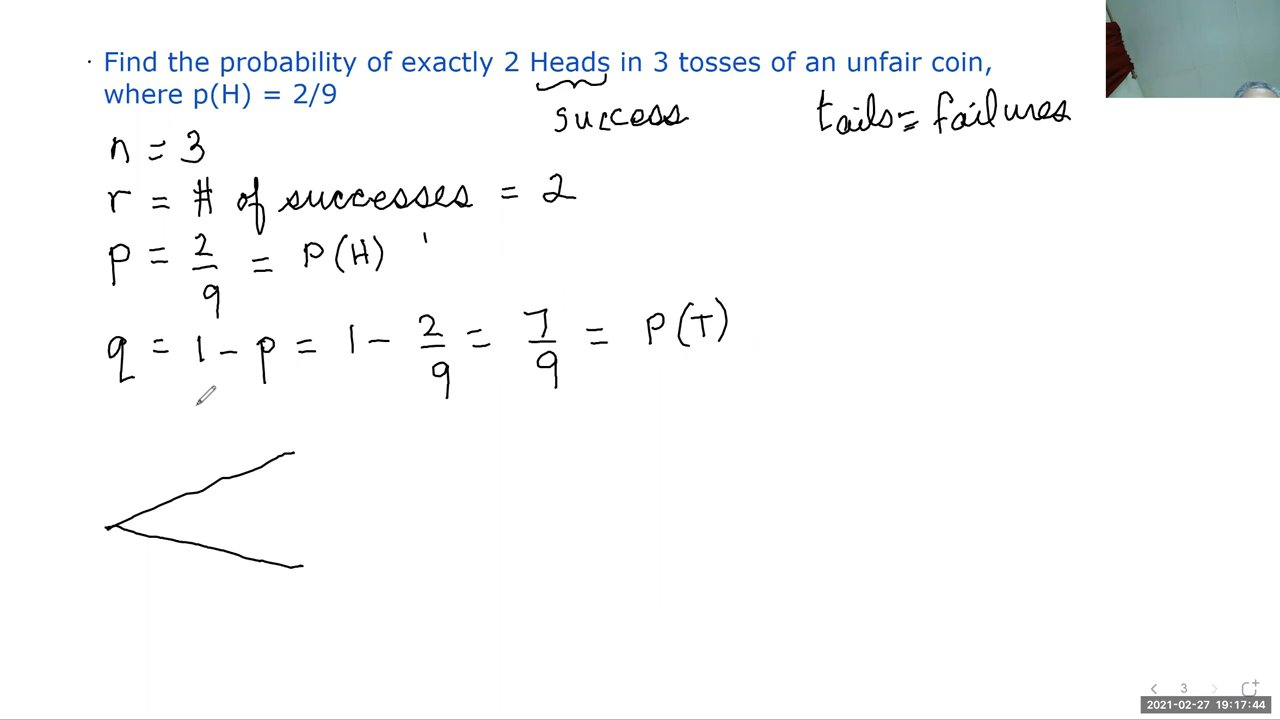 · Find the probability of exactly 2 Heads in 3 tosses of an unfair coin,
where p(H) = 2/9
success tails = failures
n = 3
r = # of successes = 2
p = 2/9 = P(H)
q = 1 - p = 1 - 2/9 = 7/9 = P(T)
3
2021-02-27 19:17:44